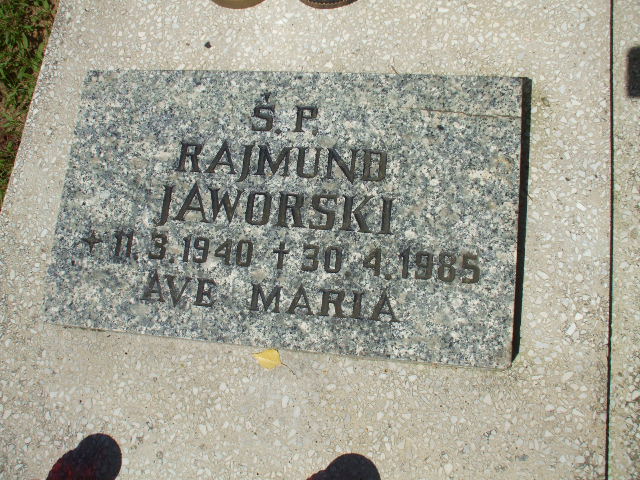 Ś.P.
RAJMUND
JAWORSKI
* 11.3.1940 † 30.4.1985
AVE MARIA